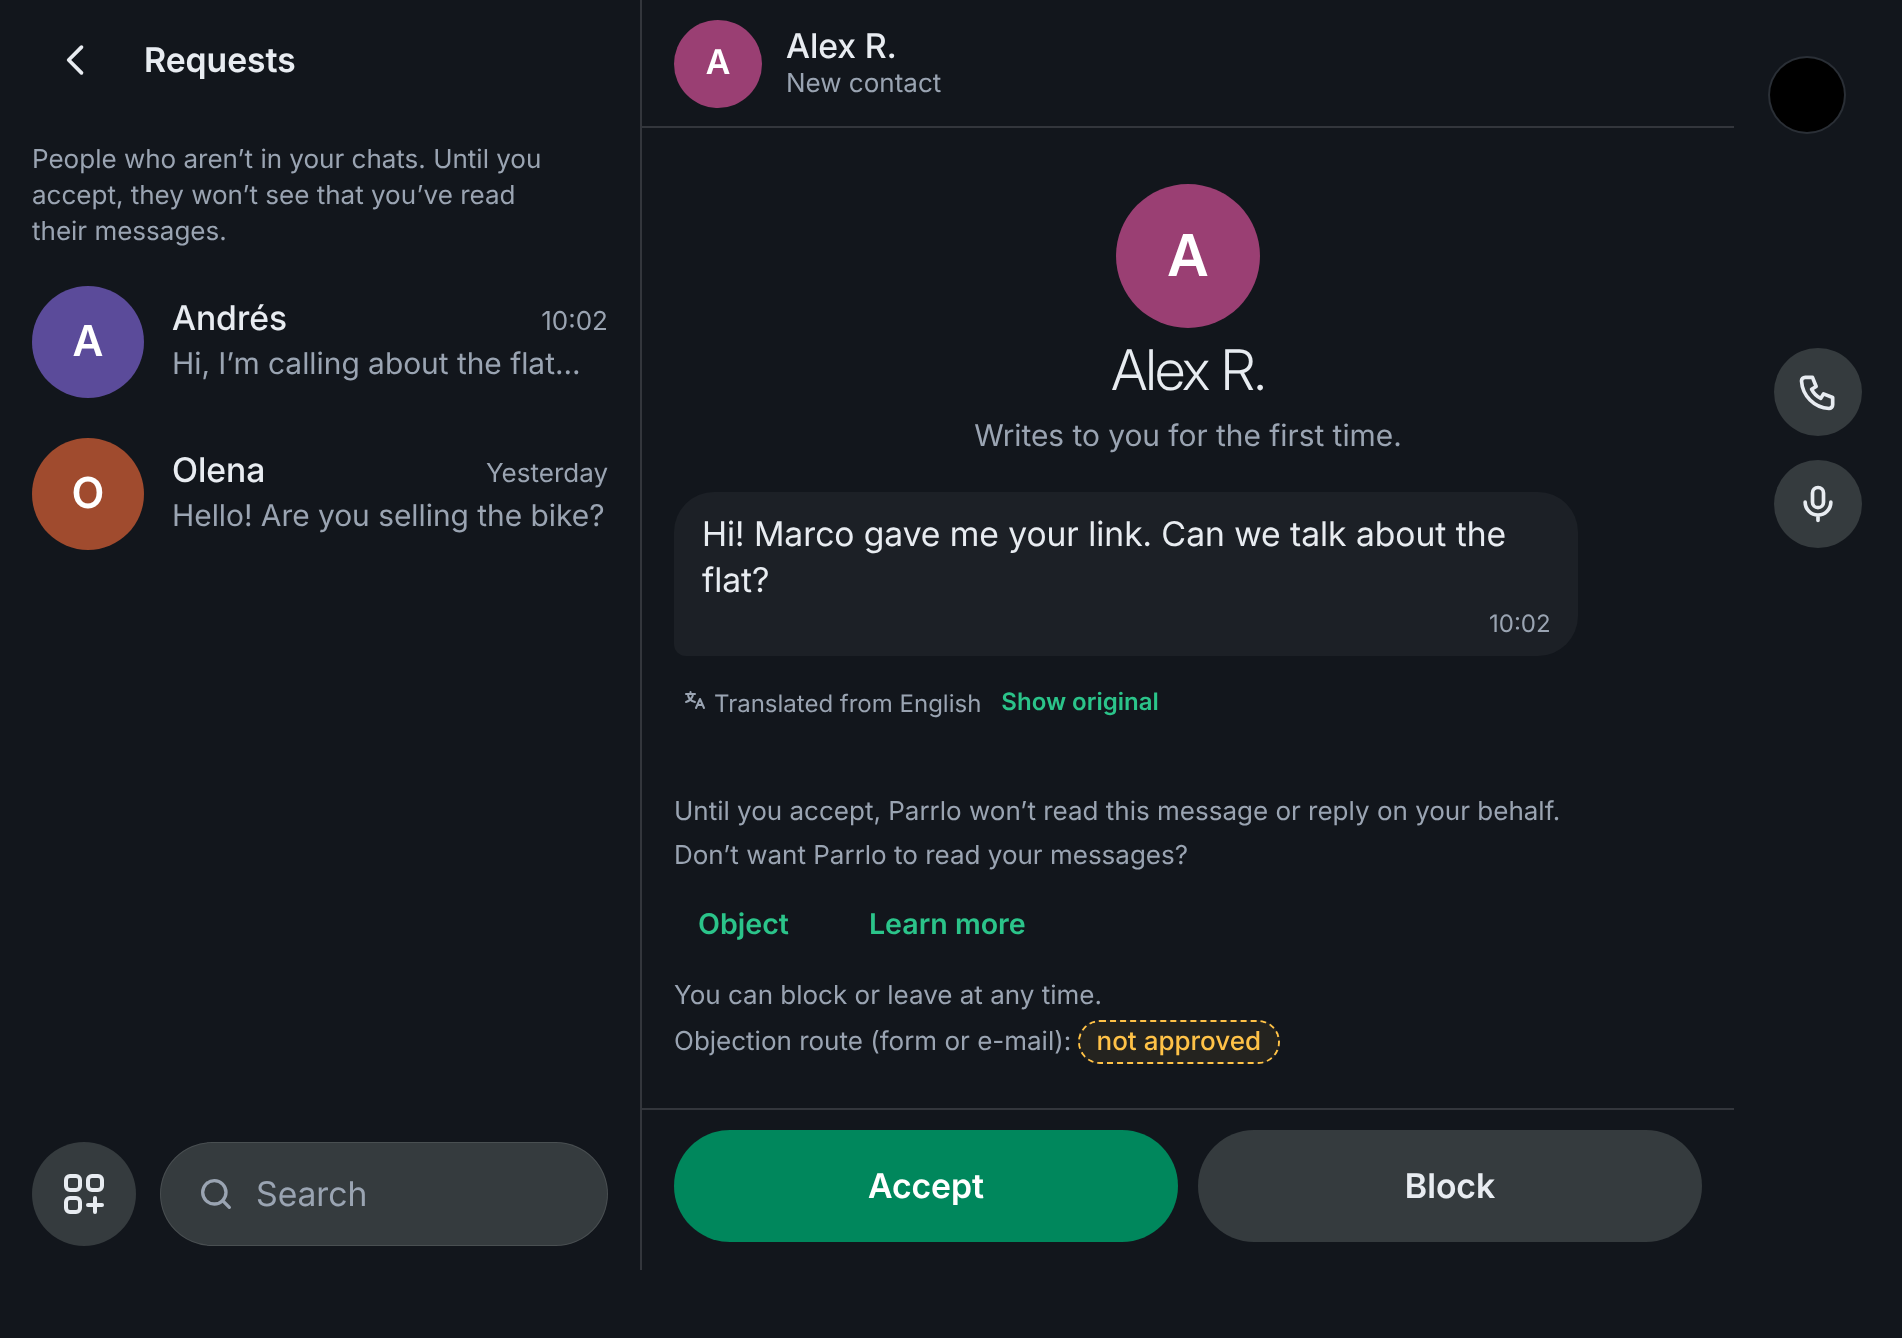 Requests
People who aren’t in your chats. Until you
accept, they won’t see that you’ve read
their messages.
A
Andrés
10:02
Hi, I’m calling about the flat...
O
Olena
Yesterday
Hello! Are you selling the bike?
Search
A
Alex R.
New contact
A
Alex R.
Writes to you for the first time.
Hi! Marco gave me your link. Can we talk about the
flat?
10:02
Translated from English Show original
Until you accept, Parrlo won’t read this message or reply on your behalf.
Don’t want Parrlo to read your messages?
Object
Learn more
You can block or leave at any time.
Objection route (form or e-mail): not approved
Accept
Block